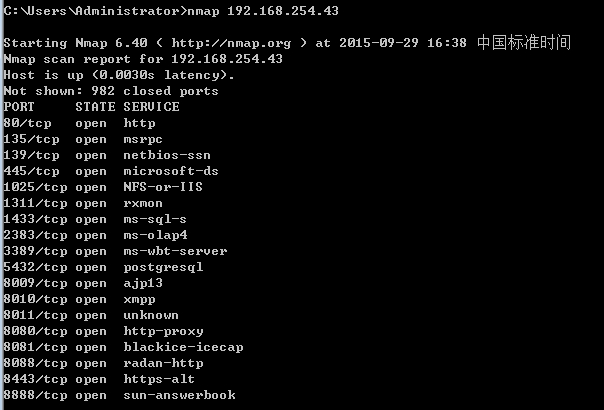 C:\Users\Administrator>nmap 192.168.254.43
Starting Nmap 6.40 ( http://nmap.org ) at 2015-09-29 16:38 中国标准时间
Nmap scan report for 192.168.254.43
Host is up (0.0030s latency).
Not shown: 982 closed ports
PORT     STATE SERVICE
80/tcp   open  http
135/tcp  open  msrpc
139/tcp  open  netbios-ssn
445/tcp  open  microsoft-ds
1025/tcp open  NFS-or-IIS
1311/tcp open  rxmon
1433/tcp open  ms-sql-s
2383/tcp open  ms-olap4
3389/tcp open  ms-wbt-server
5432/tcp open  postgresql
8009/tcp open  ajp13
8010/tcp open  xmpp
8011/tcp open  unknown
8080/tcp open  http-proxy
8081/tcp open  blackice-icecap
8088/tcp open  radan-http
8443/tcp open  https-alt
8888/tcp open  sun-answerbook